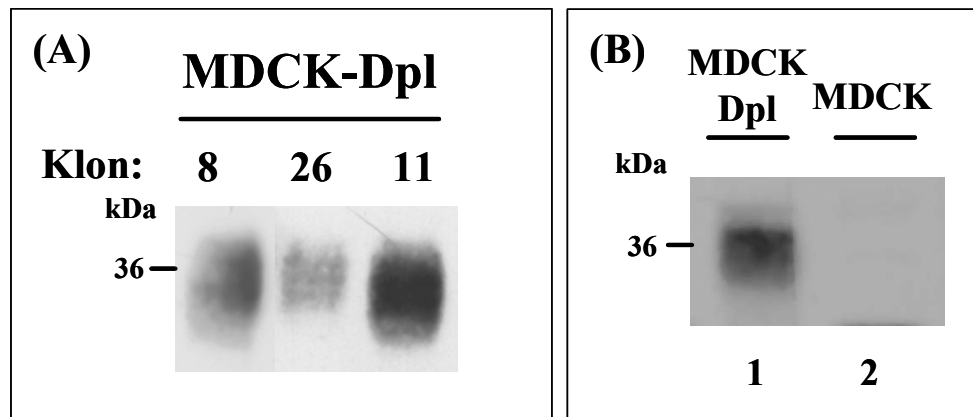 (A)
MDCK-Dpl
Klon: 8 26 11
kDa
36
(B)
MDCK
Dpl
MDCK
kDa
36
1 2